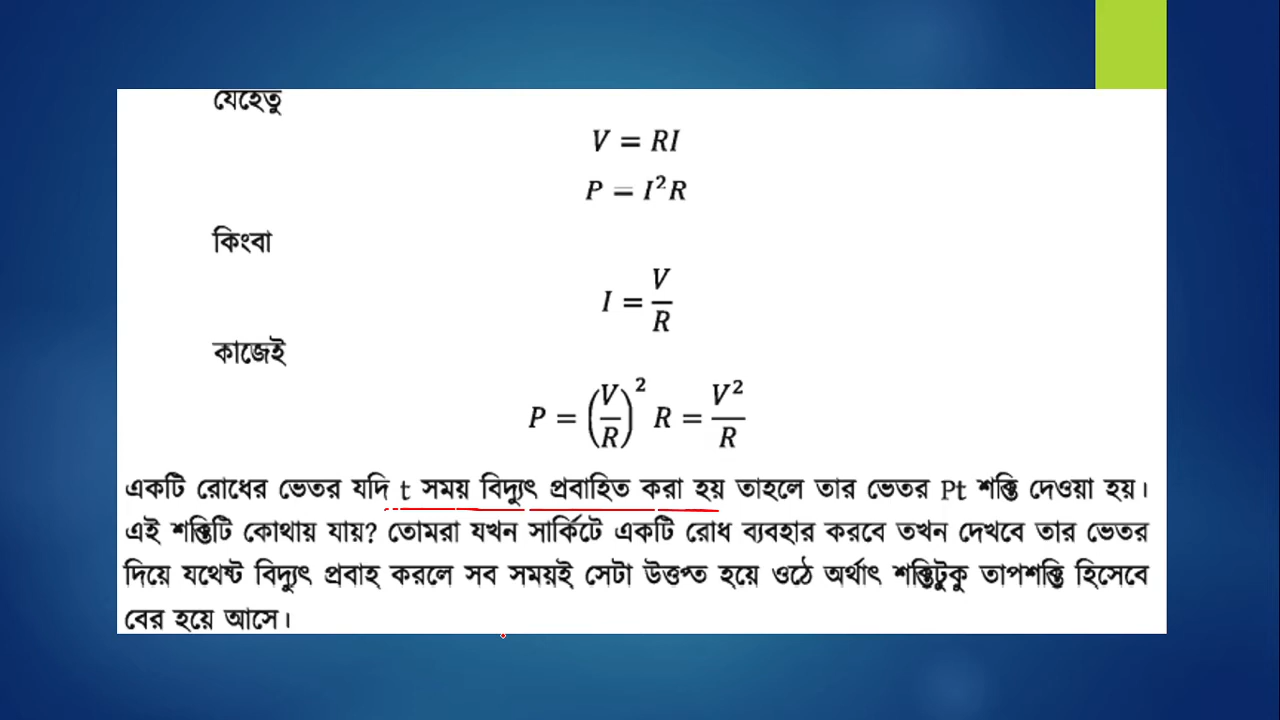 যেহেতু
V = RI
P = I²R
কিংবা
I = V/R
কাজেই
P = (V/R)² R = V²/R
একটি রোধের ভেতর যদি t সময় বিদ্যুৎ প্রবাহিত করা হয় তাহলে তার ভেতর Pt শক্তি দেওয়া হয়।
এই শক্তিটি কোথায় যায়? তোমরা যখন সার্কিটে একটি রোধ ব্যবহার করবে তখন দেখবে তার ভেতর
দিয়ে যথেষ্ট বিদ্যুৎ প্রবাহ করলে সব সময়ই সেটা উত্তপ্ত হয়ে ওঠে অর্থাৎ শক্তিটুকু তাপশক্তি হিসেবে
বের হয়ে আসে।